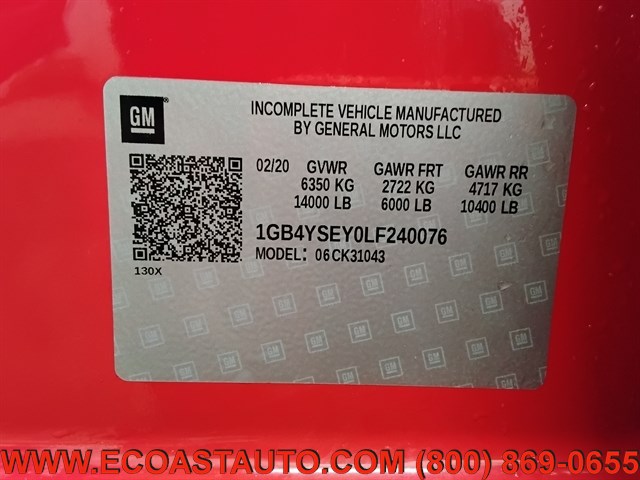 GM
INCOMPLETE VEHICLE MANUFACTURED
BY GENERAL MOTORS LLC
02/20 GVWR GAWR FRT GAWR RR
6350 KG 2722 KG 4717 KG
14000 LB 6000 LB 10400 LB
1GB4YSEY0LF240076
MODEL: 06CK31043
130X
WWW.ECOASTAUTO.COM (800) 869-0655